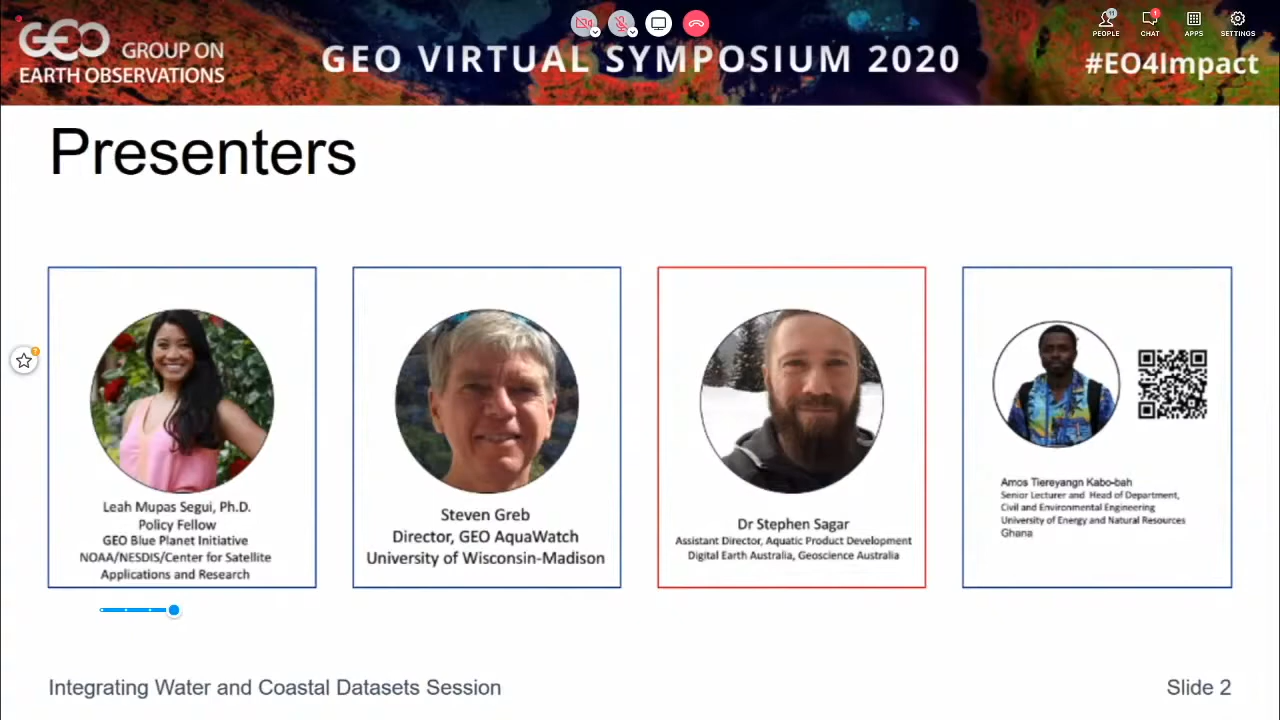 GEO GROUP ON
EARTH OBSERVATIONS
GEO VIRTUAL SYMPOSIUM 2020
#EO4Impact
11
PEOPLE
1
CHAT
APPS
SETTINGS
Presenters
?
Leah Mupas Segui, Ph.D.
Policy Fellow
GEO Blue Planet Initiative
NOAA/NESDIS/Center for Satellite
Applications and Research
Steven Greb
Director, GEO AquaWatch
University of Wisconsin-Madison
Dr Stephen Sagar
Assistant Director, Aquatic Product Development
Digital Earth Australia, Geoscience Australia
Amos Tiereyangn Kabo-bah
Senior Lecturer and Head of Department,
Civil and Environmental Engineering
University of Energy and Natural Resources
Ghana
Integrating Water and Coastal Datasets Session
Slide 2